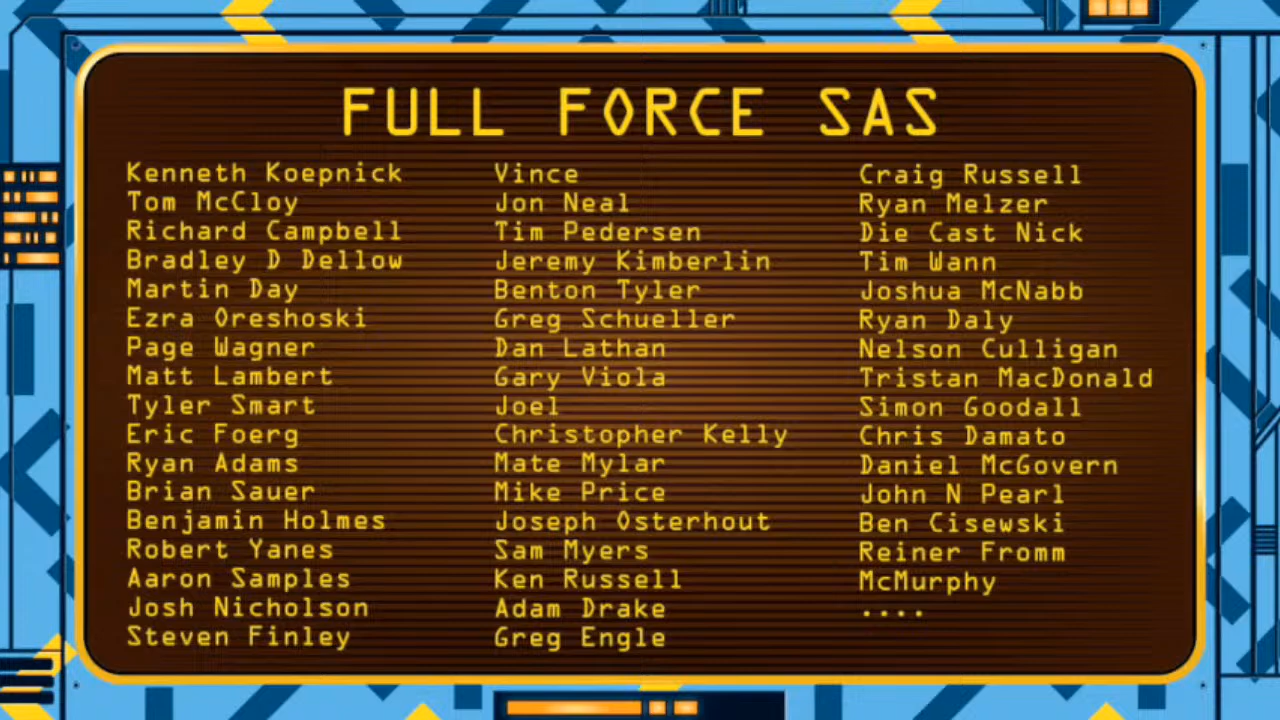 FULL FORCE SAS
Kenneth Koepnick
Tom McCloy
Richard Campbell
Bradley D Dellow
Martin Day
Ezra Oreshoski
Page Wagner
Matt Lambert
Tyler Smart
Eric Foerg
Ryan Adams
Brian Sauer
Benjamin Holmes
Robert Yanes
Aaron Samples
Josh Nicholson
Steven Finley
Vince
Jon Neal
Tim Pedersen
Jeremy Kimberlin
Benton Tyler
Greg Schueller
Dan Lathan
Gary Viola
Joel
Christopher Kelly
Mate Mylar
Mike Price
Joseph Osterhout
Sam Myers
Ken Russell
Adam Drake
Greg Engle
Craig Russell
Ryan Melzer
Die Cast Nick
Tim Wann
Joshua McNabb
Ryan Daly
Nelson Culligan
Tristan MacDonald
Simon Goodall
Chris Damato
Daniel McGovern
John N Pearl
Ben Cisewski
Reiner Fromm
McMurphy
....